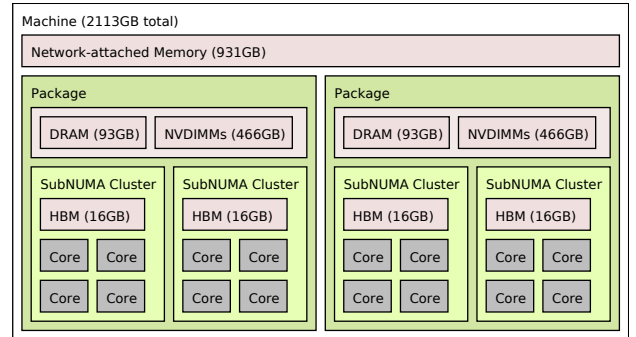 Machine (2113GB total)
Network-attached Memory (931GB)
Package
DRAM (93GB) NVDIMMs (466GB)
SubNUMA Cluster SubNUMA Cluster
HBM (16GB) HBM (16GB)
Core Core Core Core
Core Core Core Core
Package
DRAM (93GB) NVDIMMs (466GB)
SubNUMA Cluster SubNUMA Cluster
HBM (16GB) HBM (16GB)
Core Core Core Core
Core Core Core Core